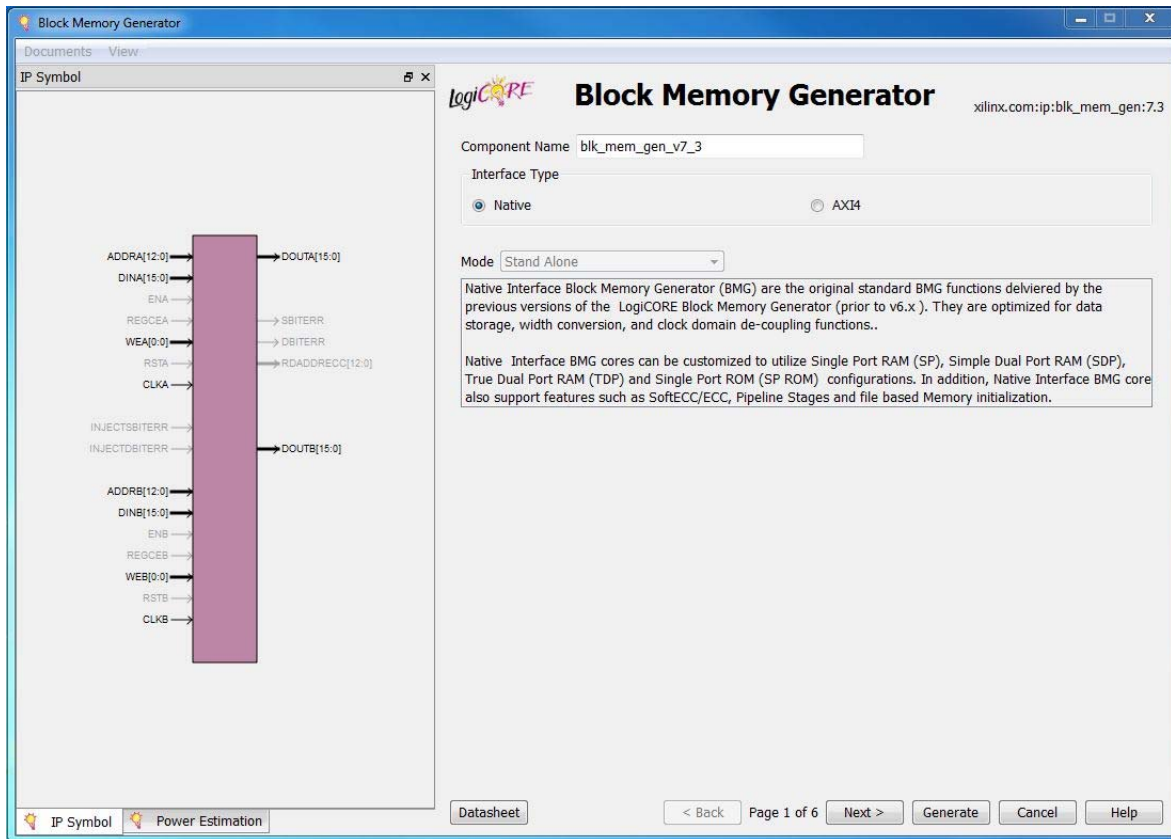 Block Memory Generator
Documents View
IP Symbol
ADDRA[12:0]
DOUTA[15:0]
DINA[15:0]
ENA
REGCEA
SBITERR
WEA[0:0]
DBITERR
RSTA
RDADDRECC[12:0]
CLKA
INJECTSBITERR
INJECTDBITERR
DOUTB[15:0]
ADDRB[12:0]
DINB[15:0]
ENB
REGCEB
WEB[0:0]
RSTB
CLKB
IP Symbol
Power Estimation
LogiCORE
Block Memory Generator
xilinx.com:ip:blk_mem_gen:7.3
Component Name blk_mem_gen_v7_3
Interface Type
Native AXI4
Mode Stand Alone
Native Interface Block Memory Generator (BMG) are the original standard BMG functions delviered by the
previous versions of the LogiCORE Block Memory Generator (prior to v6.x ). They are optimized for data
storage, width conversion, and clock domain de-coupling functions..
Native Interface BMG cores can be customized to utilize Single Port RAM (SP), Simple Dual Port RAM (SDP),
True Dual Port RAM (TDP) and Single Port ROM (SP ROM) configurations. In addition, Native Interface BMG core
also support features such as SoftECC/ECC, Pipeline Stages and file based Memory initialization.
Datasheet < Back Page 1 of 6 Next > Generate Cancel Help